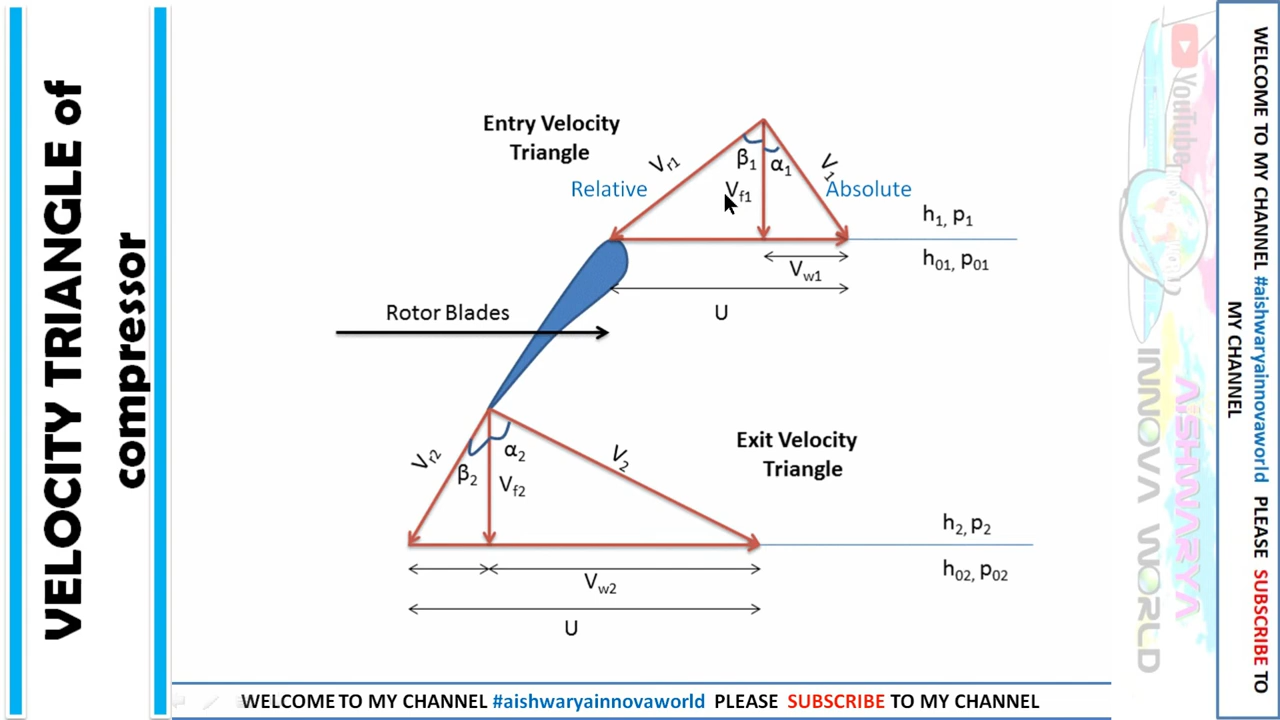 VELOCITY TRIANGLE of
compressor
Entry Velocity
Triangle
Relative
Vr1
β1
α1
Vf1
V1
Absolute
h1, p1
h01, p01
Vw1
U
Rotor Blades
Exit Velocity
Triangle
Vr2
β2
α2
Vf2
V2
h2, p2
h02, p02
Vw2
U
WELCOME TO MY CHANNEL #aishwaryainnovaworld PLEASE SUBSCRIBE TO MY CHANNEL
YouTube
AiSHWARYA
INNOVA WORLD
WELCOME TO MY CHANNEL #aishwaryainnovaworld PLEASE SUBSCRIBE TO
MY CHANNEL